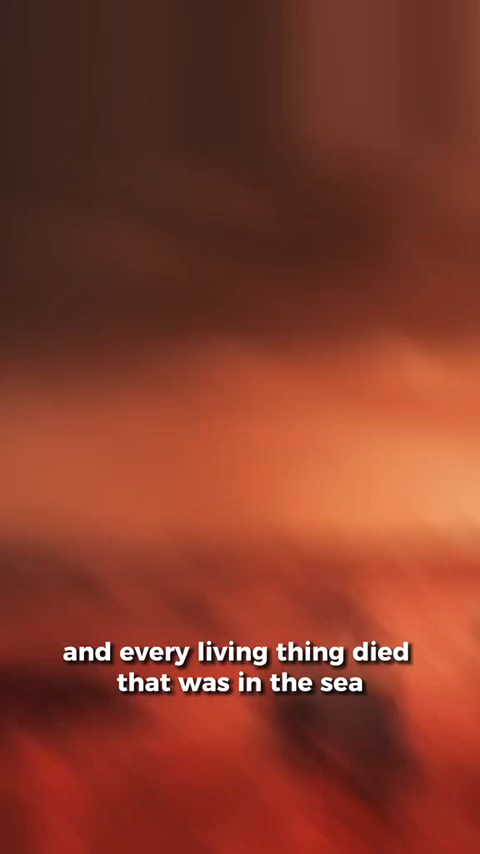 and every living thing died
that was in the sea